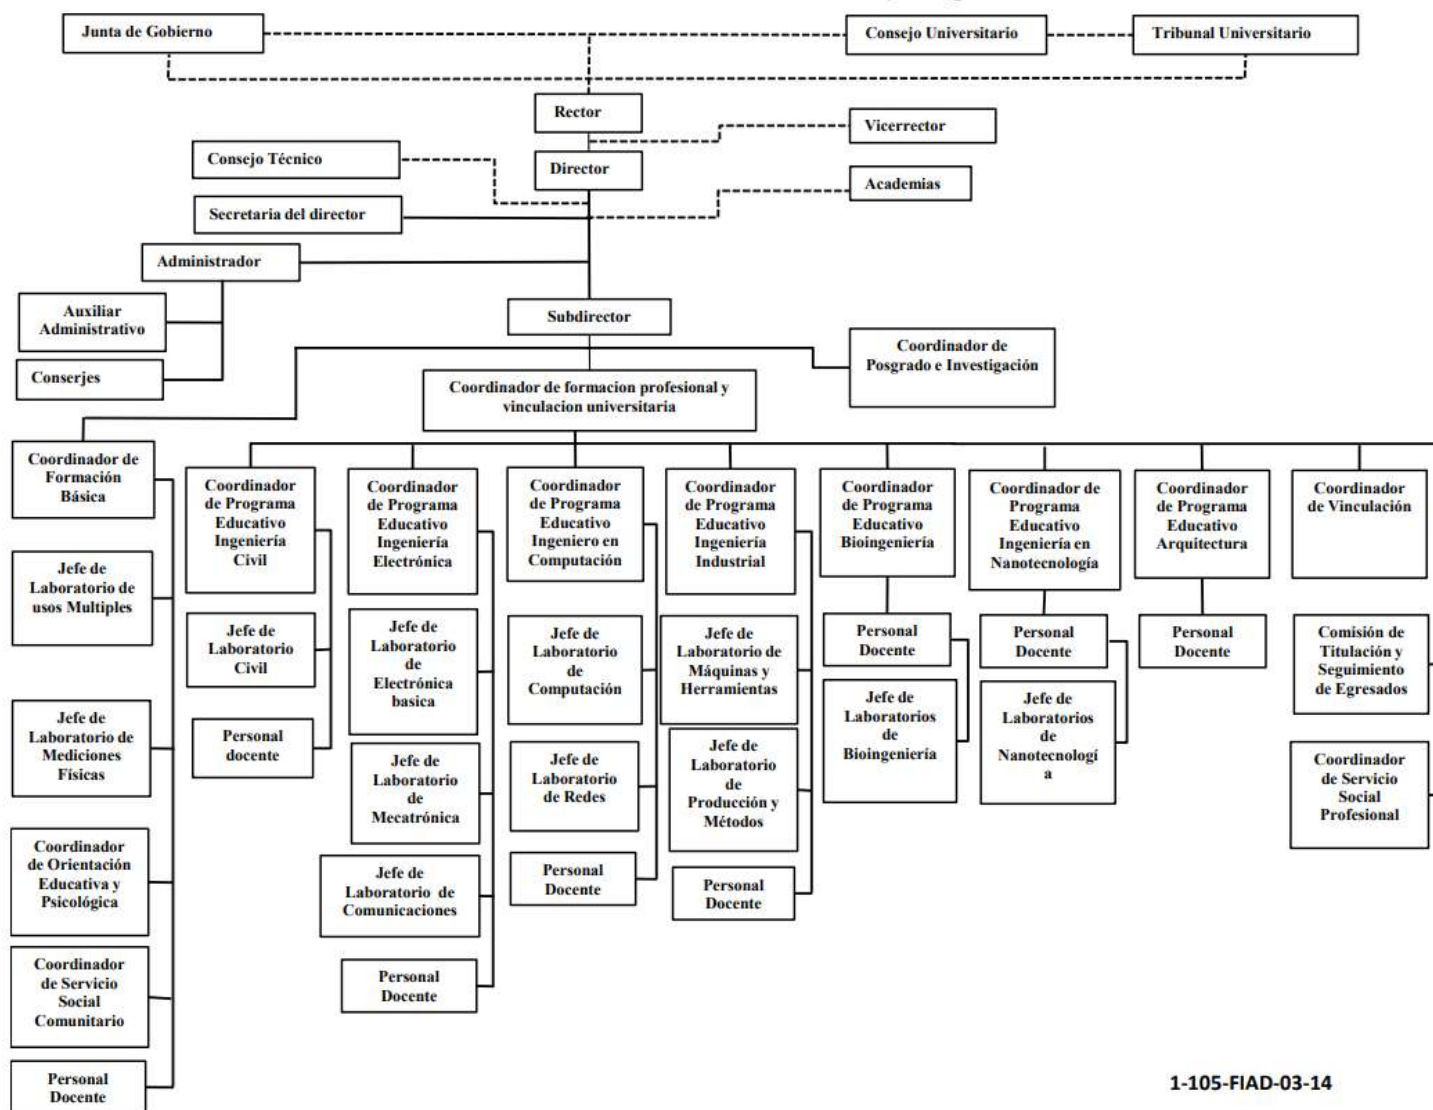 Junta de Gobierno
Consejo Universitario
Tribunal Universitario
Rector
Vicerrector
Consejo Técnico
Director
Academias
Secretaria del director
Administrador
Auxiliar
Administrativo
Subdirector
Conserjes
Coordinador de
Posgrado e Investigación
Coordinador de formacion profesional y
vinculacion universitaria
Coordinador de
Formación
Básica
Jefe de
Laboratorio de
usos Multiples
Jefe de
Laboratorio de
Mediciones
Físicas
Coordinador
de Orientación
Educativa y
Psicológica
Coordinador
de Servicio
Social
Comunitario
Personal
Docente
Coordinador
de Programa
Educativo
Ingeniería
Civil
Jefe de
Laboratorio
Civil
Personal
docente
Coordinador
de Programa
Educativo
Ingeniería
Electrónica
Jefe de
Laboratorio
de
Electrónica
basica
Jefe de
Laboratorio
de
Mecatrónica
Jefe de
Laboratorio de
Comunicaciones
Personal
Docente
Coordinador
de Programa
Educativo
Ingeniero en
Computación
Jefe de
Laboratorio
de
Computación
Jefe de
Laboratorio
de Redes
Personal
Docente
Coordinador
de Programa
Educativo
Ingeniería
Industrial
Jefe de
Laboratorio de
Máquinas y
Herramientas
Jefe de
Laboratorio
de
Producción y
Métodos
Personal
Docente
Coordinador
de Programa
Educativo
Bioingeniería
Personal
Docente
Jefe de
Laboratorios
de
Bioingeniería
Coordinador de
Programa
Educativo
Ingeniería en
Nanotecnología
Personal
Docente
Jefe de
Laboratorios
de
Nanotecnologí
a
Coordinador
de Programa
Educativo
Arquitectura
Personal
Docente
Coordinador
de Vinculación
Comisión de
Titulación y
Seguimiento
de Egresados
Coordinador
de Servicio
Social
Profesional
1-105-FIAD-03-14